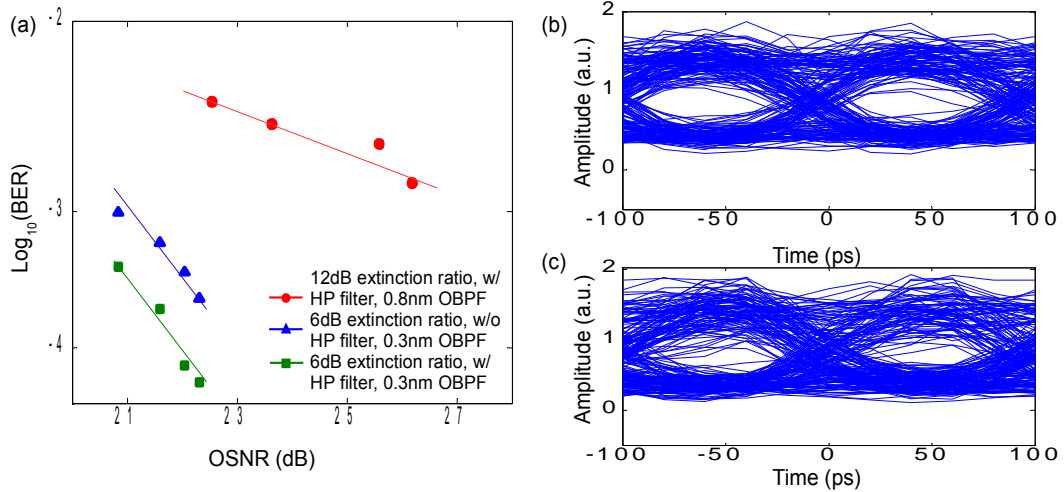 (a)
-2
-3
-4
Log10(BER)
12dB extinction ratio, w/
HP filter, 0.8nm OBPF
6dB extinction ratio, w/o
HP filter, 0.3nm OBPF
6dB extinction ratio, w/
HP filter, 0.3nm OBPF
21 23 25 27
OSNR (dB)
(b)
2
1
0
Amplitude (a.u.)
-100 -50 0 50 100
Time (ps)
(c)
2
1
0
Amplitude (a.u.)
-100 -50 0 50 100
Time (ps)